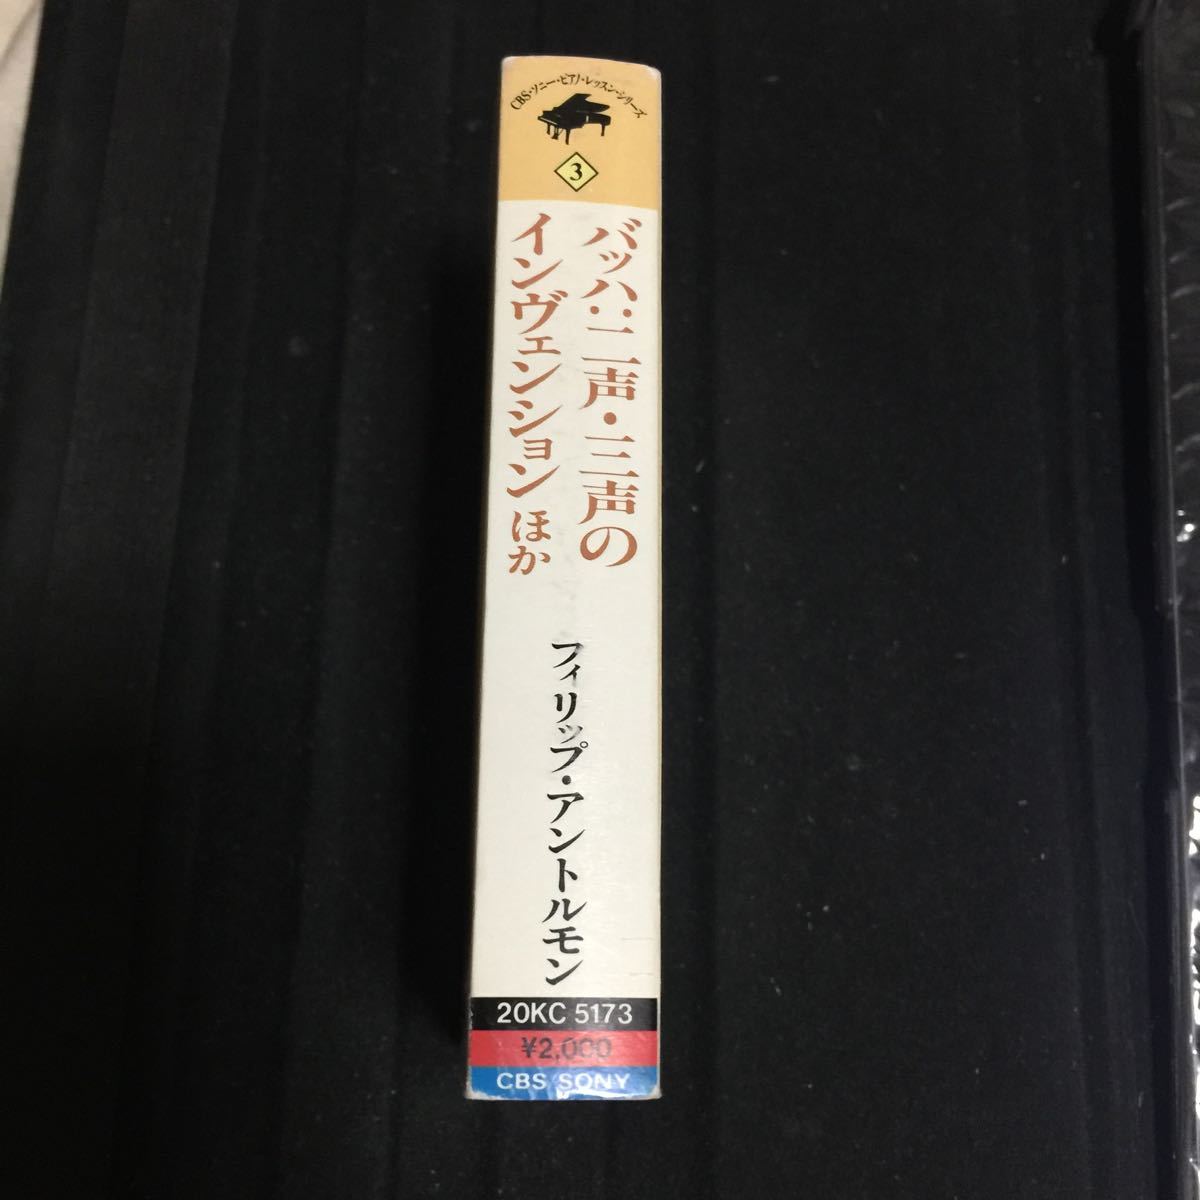 CBS・ソニー・ピアノ・レッスン・シリーズ
3
バッハ:二声・三声の
インヴェンション ほか
フィリップ・アントルモン
20KC 5173
¥2,000
CBS SONY